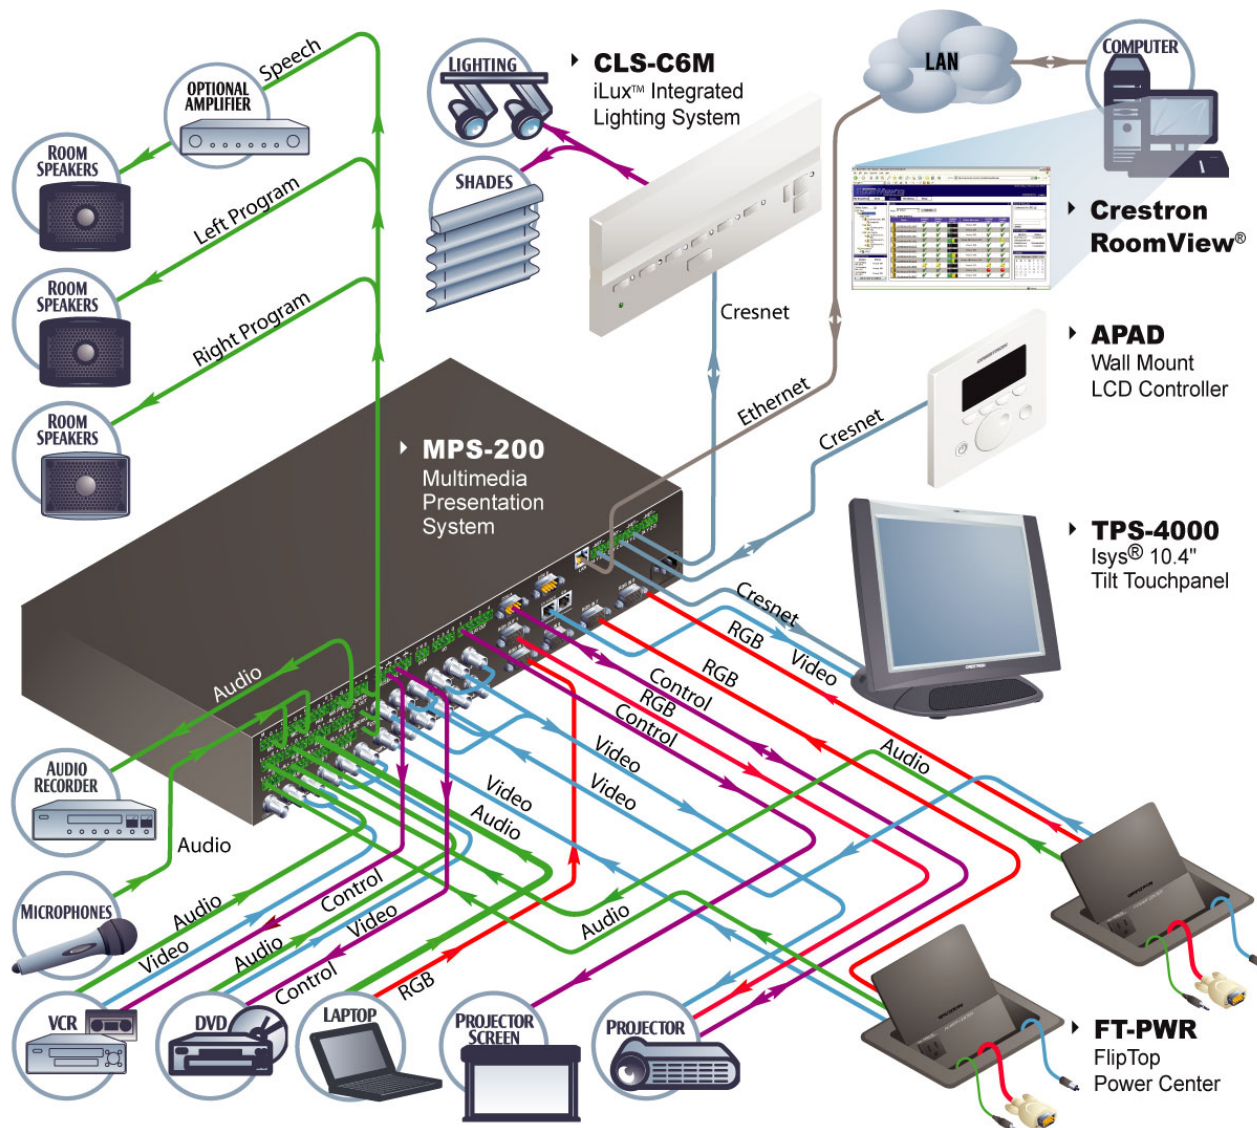 Speech
OPTIONAL
AMPLIFIER
ROOM
SPEAKERS
Left Program
ROOM
SPEAKERS
Right Program
ROOM
SPEAKERS
LIGHTING
SHADES
CLS-C6M
iLux™ Integrated
Lighting System
LAN
COMPUTER
Crestron
RoomView®
Cresnet
Ethernet
Cresnet
APAD
Wall Mount
LCD Controller
MPS-200
Multimedia
Presentation
System
TPS-4000
Isys® 10.4"
Tilt Touchpanel
LAN
Cresnet
RGB
Video
RGB
Control
RGB
Control
Audio
Video
Video
Video
Audio
Audio
AUDIO
RECORDER
Audio
MICROPHONES
Audio
Video
Control
Audio
Video
Control
RGB
Audio
VCR
DVD
LAPTOP
PROJECTOR
SCREEN
PROJECTOR
FT-PWR
FlipTop
Power Center